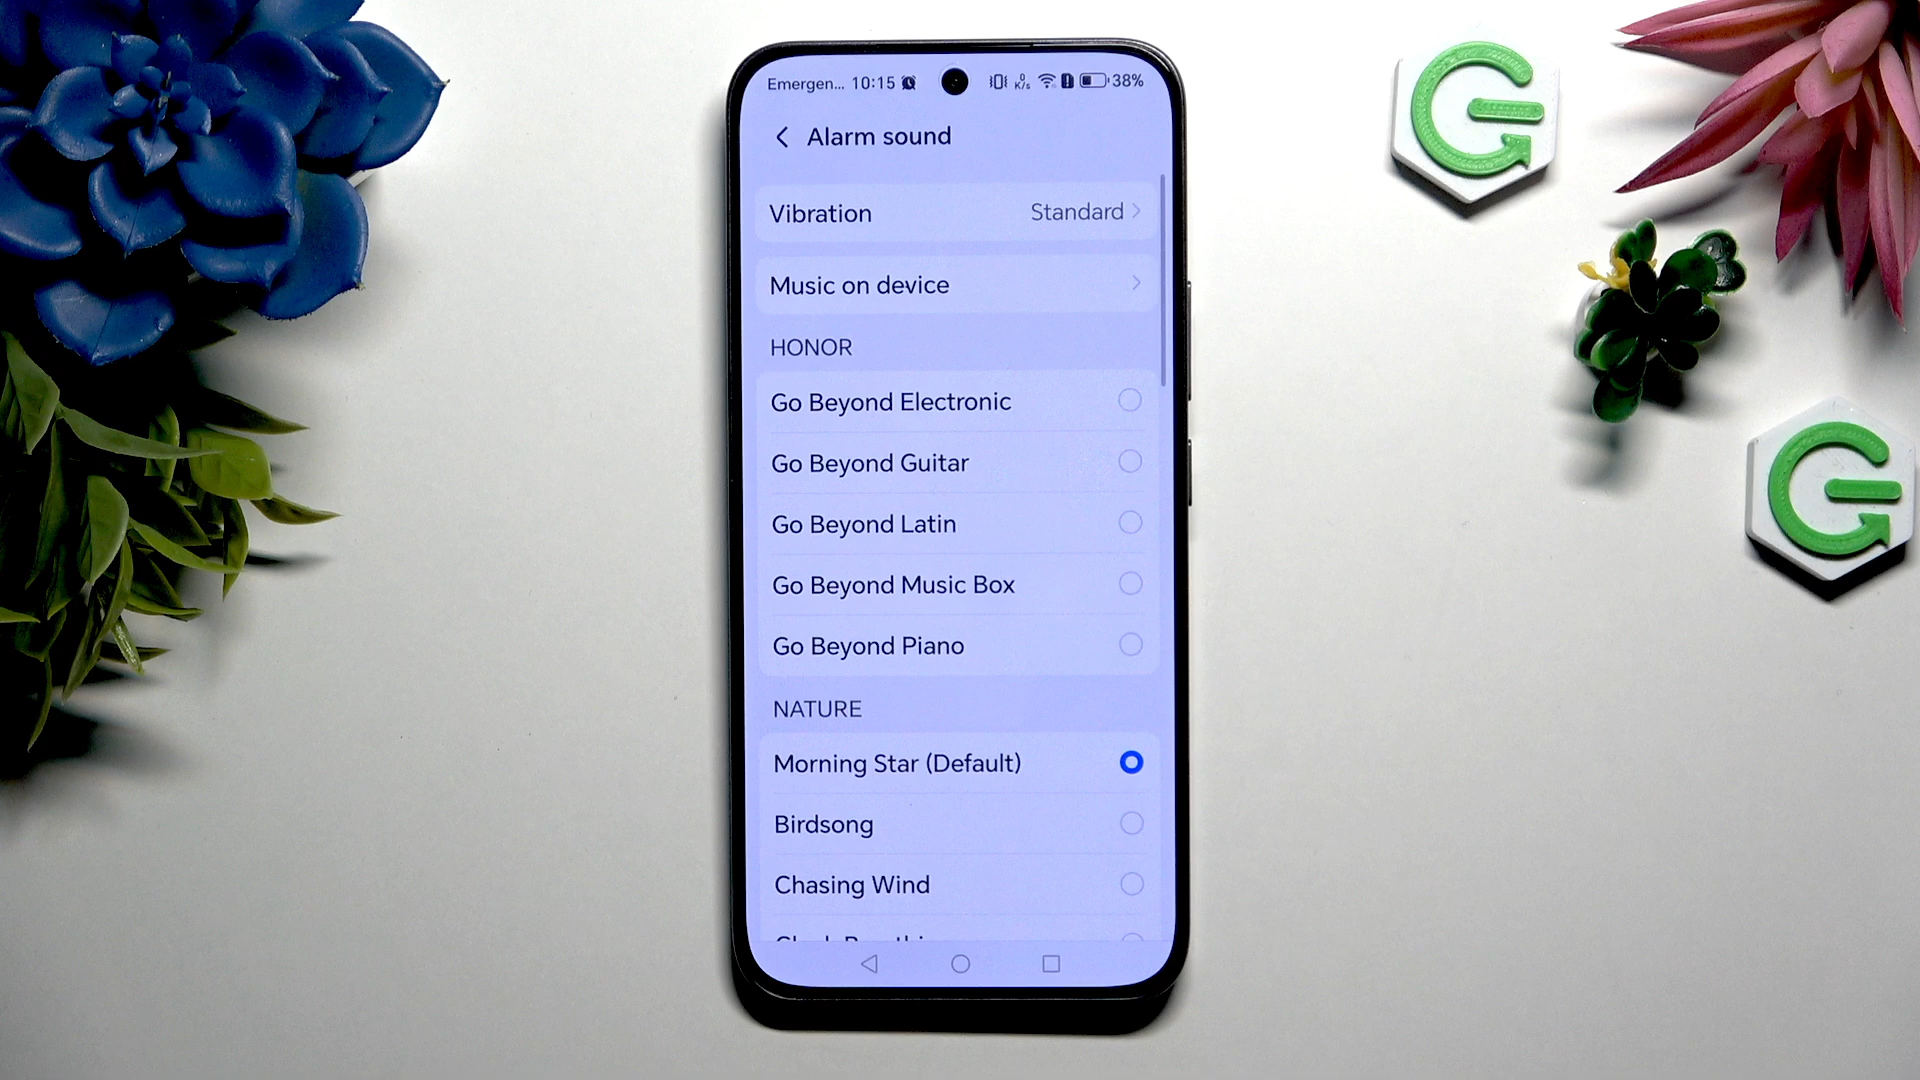 Emergen... 10:15 0 K/s 38%
Alarm sound
Vibration Standard
Music on device
HONOR
Go Beyond Electronic
Go Beyond Guitar
Go Beyond Latin
Go Beyond Music Box
Go Beyond Piano
NATURE
Morning Star (Default)
Birdsong
Chasing Wind